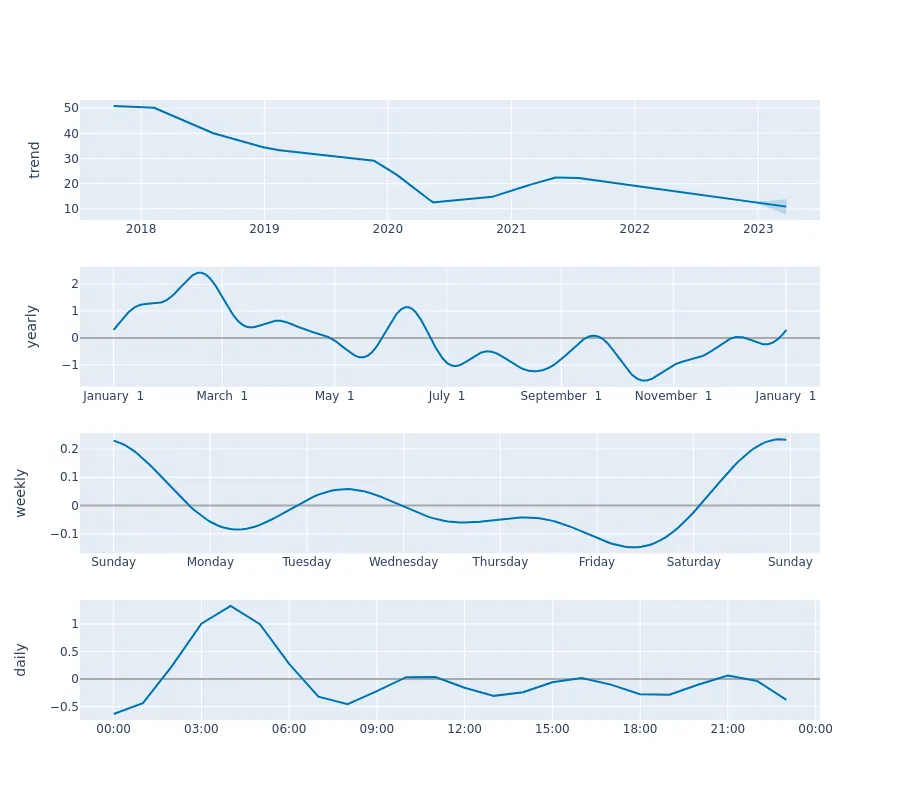 trend
50
40
30
20
10
2018 2019 2020 2021 2022 2023
yearly
2
1
0
−1
January 1 March 1 May 1 July 1 September 1 November 1 January 1
weekly
0.2
0.1
0
−0.1
Sunday Monday Tuesday Wednesday Thursday Friday Saturday Sunday
daily
1
0.5
0
−0.5
00:00 03:00 06:00 09:00 12:00 15:00 18:00 21:00 00:00